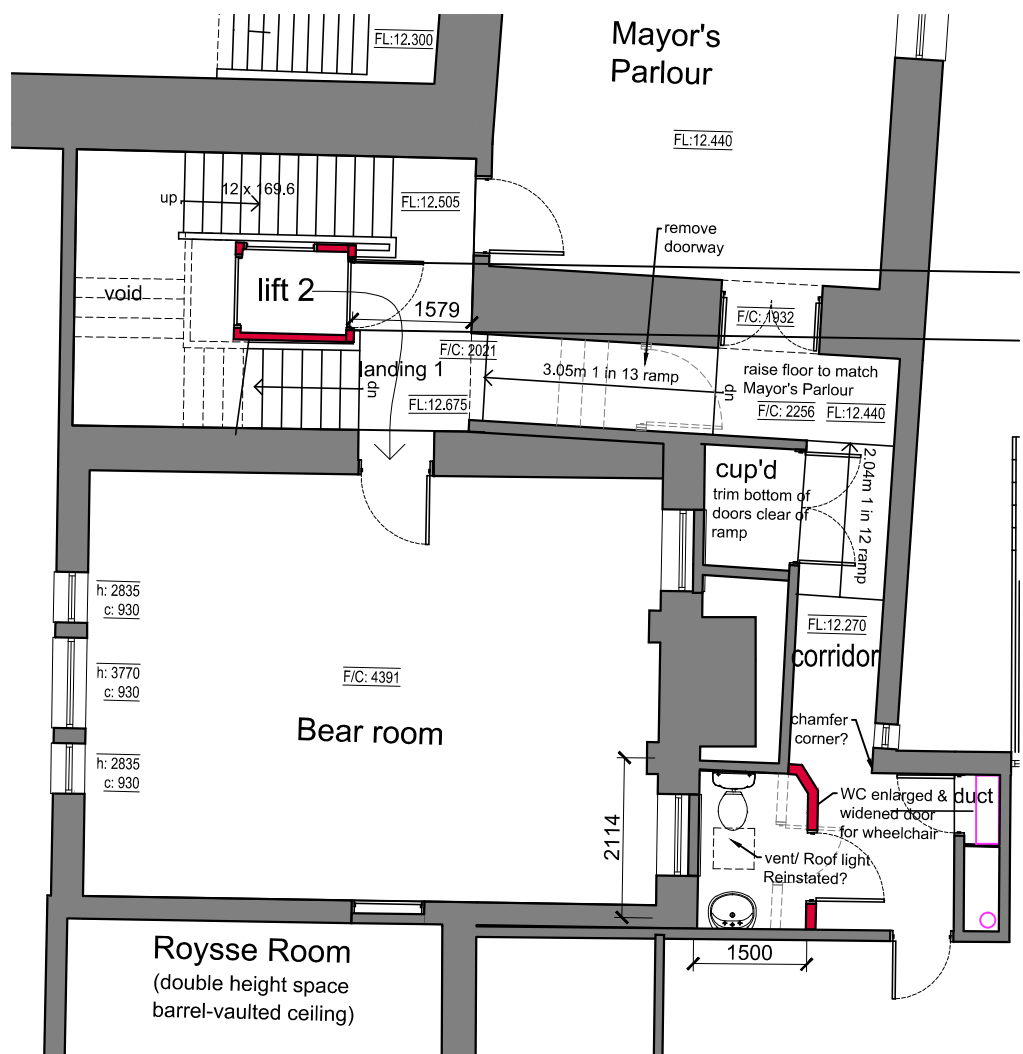 FL:12.300
Mayor's
Parlour
FL:12.440
12 x 169.6
up
FL:12.505
remove
doorway
lift 2
void
1579
F/C: 1932
F/C: 2021
landing 1
3.05m 1 in 13 ramp
raise floor to match
Mayor's Parlour
dn
dn
FL:12.675
F/C: 2256
FL:12.440
cup'd
trim bottom of
doors clear of
ramp
2.04m 1 in 12 ramp
h: 2835
c: 930
FL:12.270
corridor
h: 3770
c: 930
F/C: 4391
Bear room
chamfer
corner?
h: 2835
c: 930
WC enlarged &
widened door
for wheelchair
duct
2114
vent/ Roof light
Reinstated?
Roysse Room
(double height space
barrel-vaulted ceiling)
1500